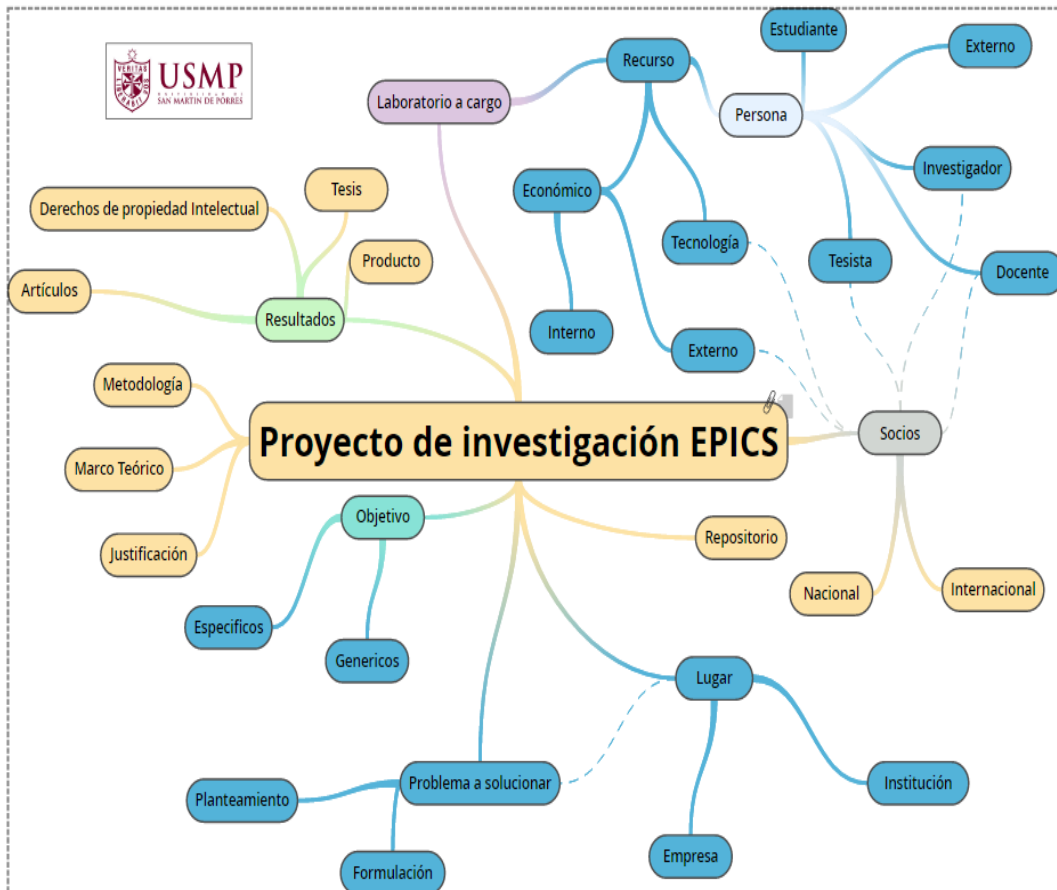 Estudiante
Externo
Recurso
USMP
SAN MARTIN DE PORRES
Laboratorio a cargo
Persona
Investigador
Económico
Tesis
Derechos de propiedad Intelectual
Tecnología
Tesista
Producto
Docente
Artículos
Resultados
Interno
Externo
Metodología
Proyecto de investigación EPICS
Socios
Marco Teórico
Objetivo
Repositorio
Justificación
Nacional
Internacional
Especificos
Genericos
Lugar
Problema a solucionar
Institución
Planteamiento
Empresa
Formulación